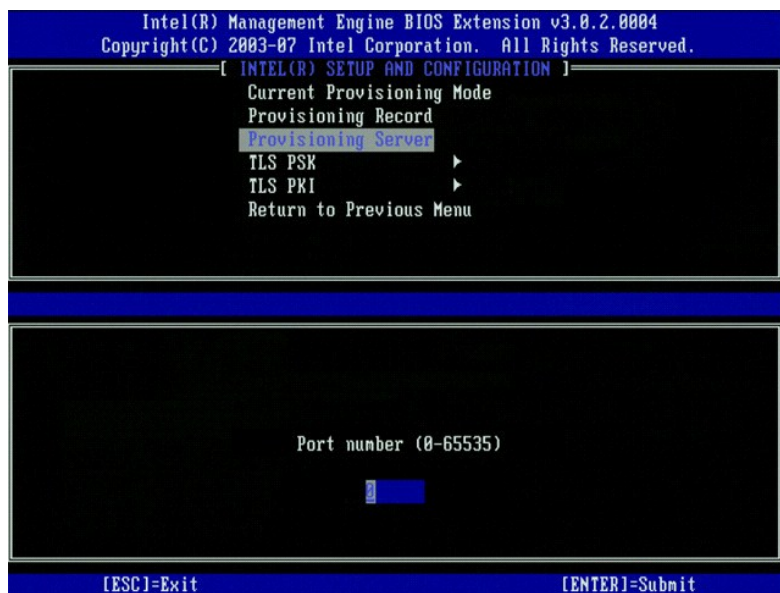 Intel(R) Management Engine BIOS Extension v3.0.2.0004
Copyright(C) 2003-07 Intel Corporation. All Rights Reserved.
[ INTEL(R) SETUP AND CONFIGURATION ]
Current Provisioning Mode
Provisioning Record
Provisioning Server
TLS PSK
TLS PKI
Return to Previous Menu
Port number (0-65535)
[ESC]=Exit
[ENTER]=Submit